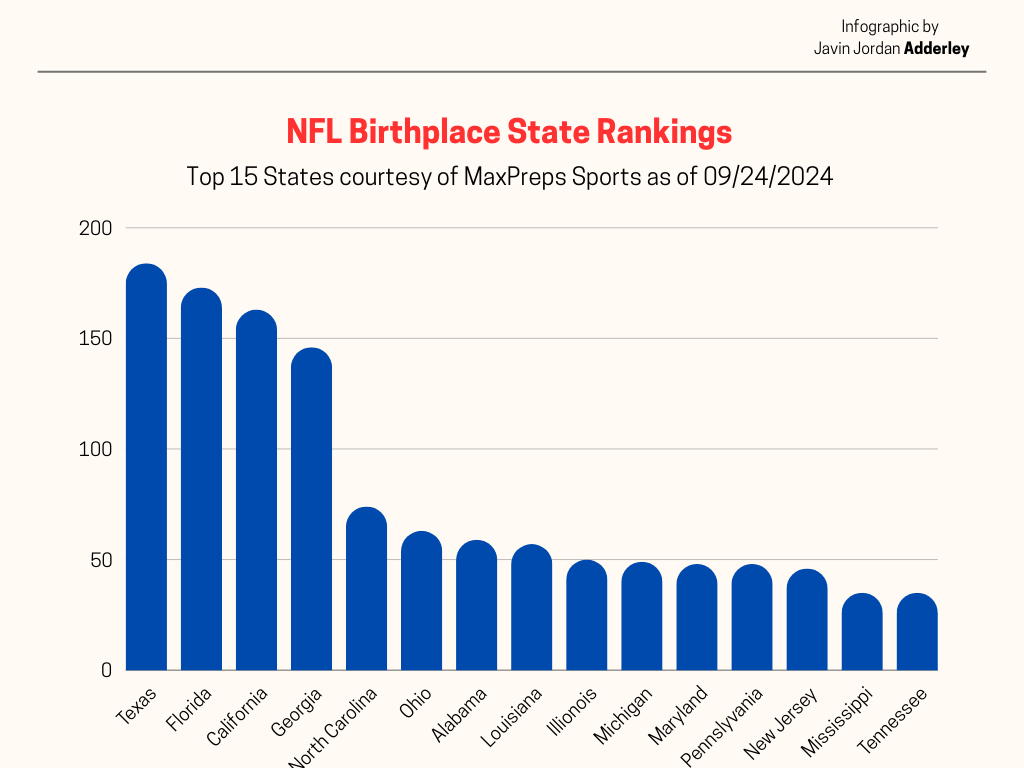 Infographic by
Javin Jordan Adderley
NFL Birthplace State Rankings
Top 15 States courtesy of MaxPreps Sports as of 09/24/2024
200
150
100
50
0
Texas
Florida
California
Georgia
North Carolina
Ohio
Alabama
Louisiana
Illionois
Michigan
Maryland
Pennslyvania
New Jersey
Mississippi
Tennessee